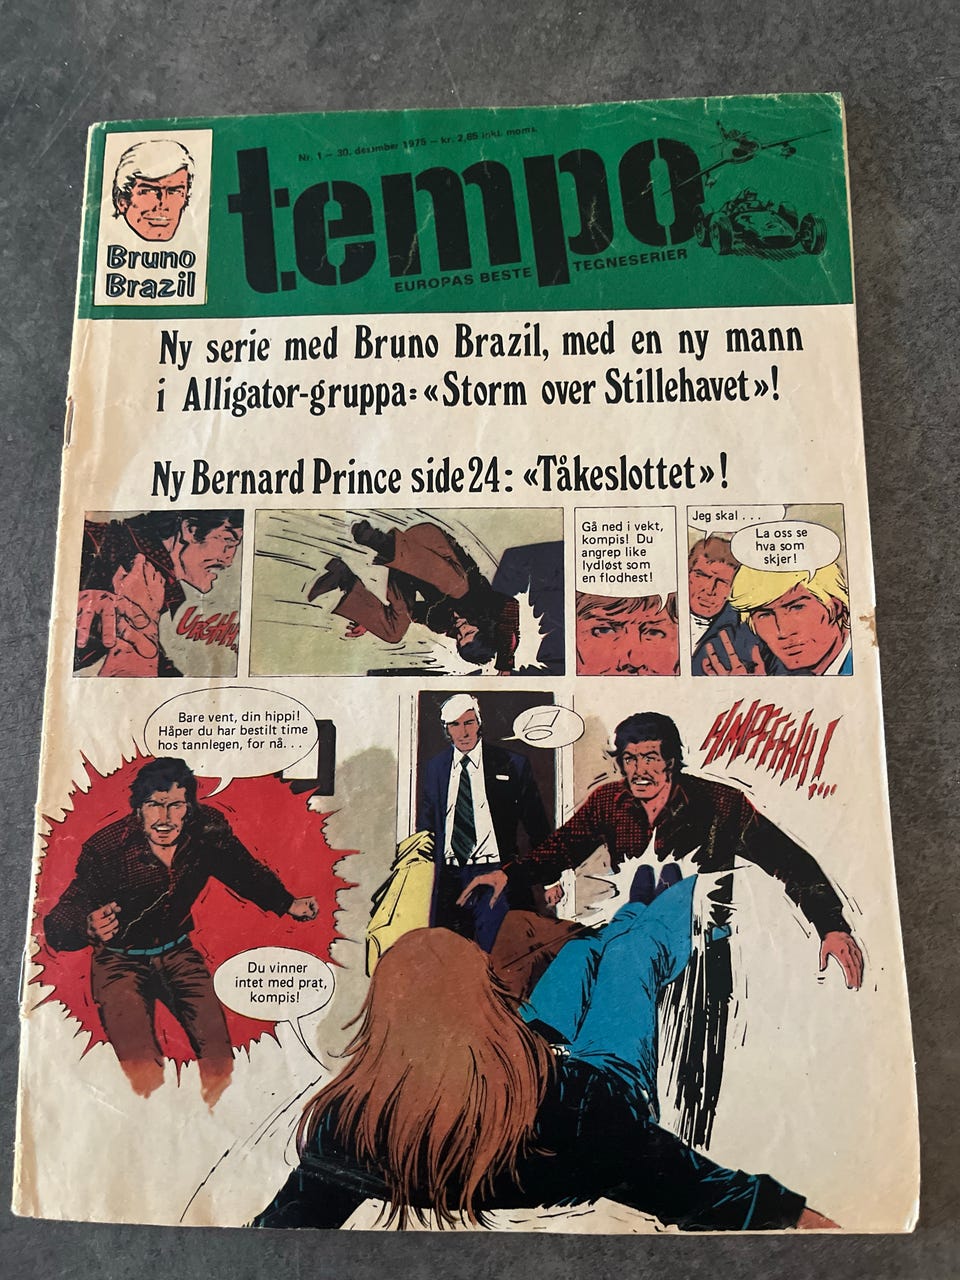 Nr. 1 – 30. desember 1975 – kr. 2,85 inkl. moms.
tempo
EUROPAS BESTE TEGNESERIER
Bruno
Brazil
Ny serie med Bruno Brazil, med en ny mann
i Alligator-gruppa: «Storm over Stillehavet»!
Ny Bernard Prince side 24: «Tåkeslottet»!
URGHH..
Gå ned i vekt,
kompis! Du
angrep like
lydløst som
en flodhest!
Jeg skal . . .
La oss se
hva som
skjer!
Bare vent, din hippi!
Håper du har bestilt time
hos tannlegen, for nå. . .
!
HMPFFFHHH!
Du vinner
intet med prat,
kompis!